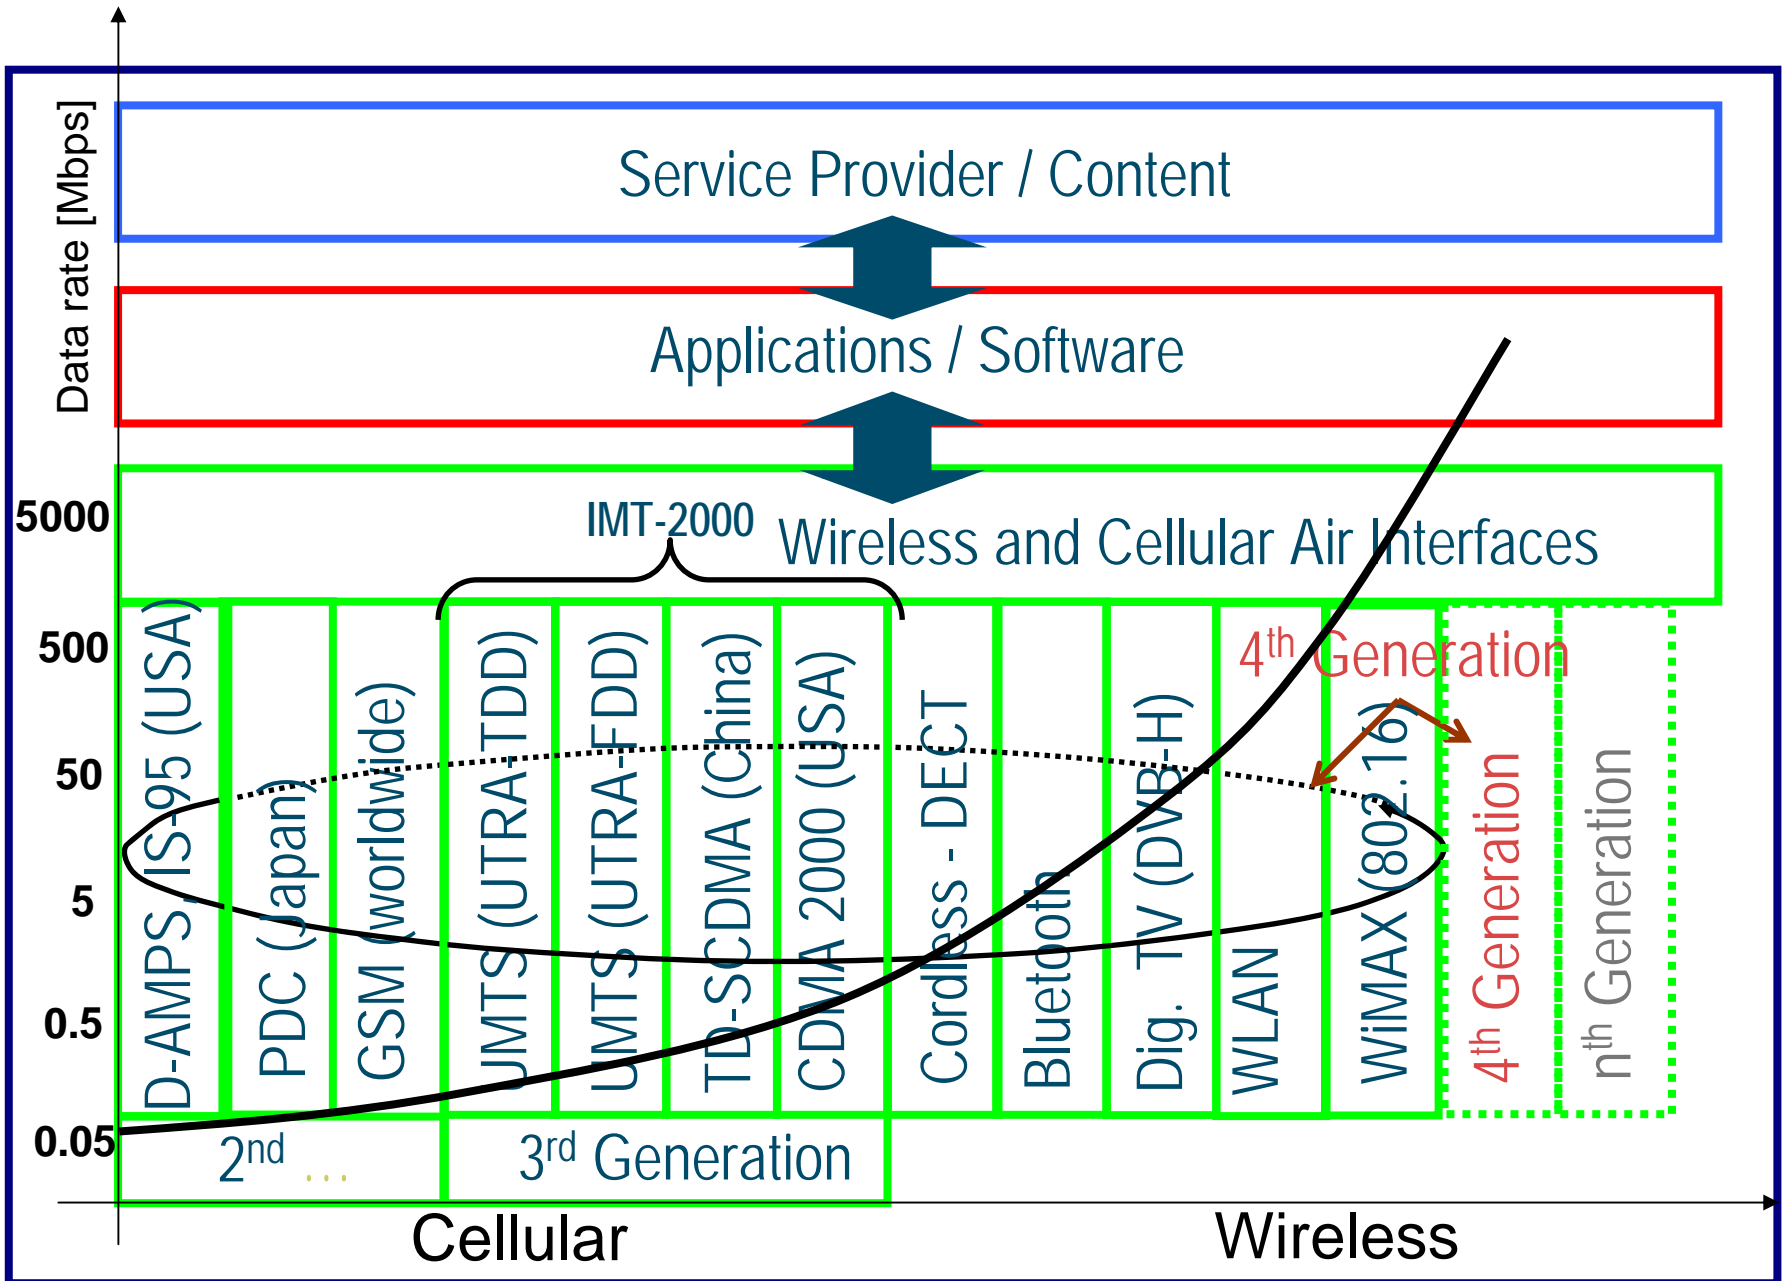 Data rate [Mbps]
Service Provider / Content
Applications / Software
IMT-2000
Wireless and Cellular Air Interfaces
5000
500
50
5
0.5
0.05
D-AMPS, IS-95 (USA)
PDC (Japan)
GSM (worldwide)
UMTS (UTRA-TDD)
UMTS (UTRA-FDD)
TD-SCDMA (China)
CDMA 2000 (USA)
Cordless - DECT
Bluetooth
Dig. TV (DVB-H)
WLAN
WiMAX (802.16)
4th Generation
4th Generation
nth Generation
2nd ...
3rd Generation
Cellular
Wireless